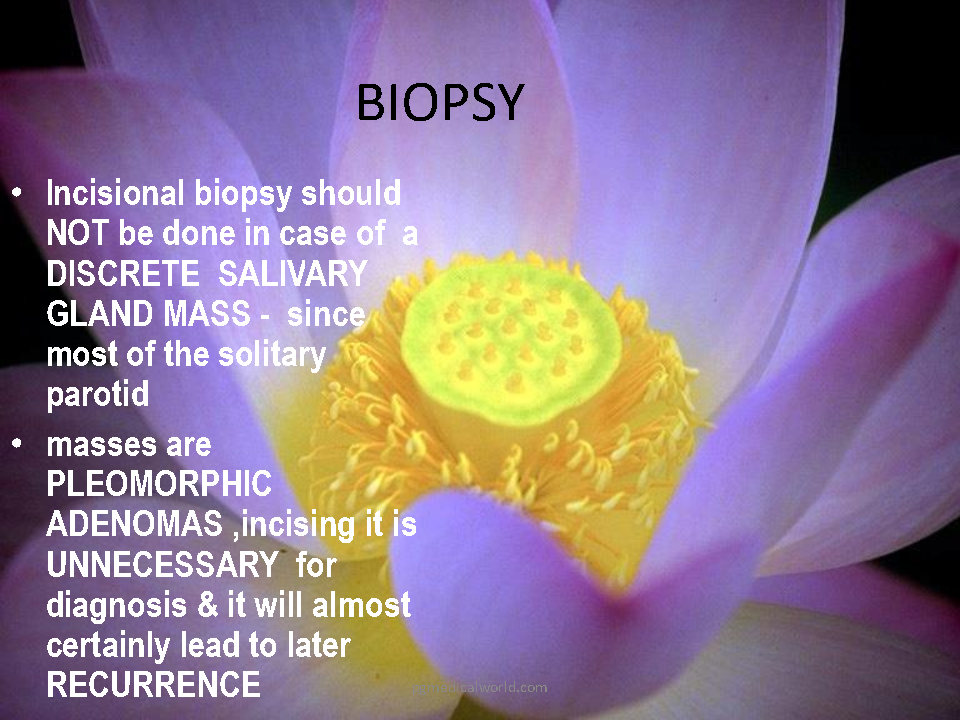 BIOPSY
• Incisional biopsy should
NOT be done in case of a
DISCRETE SALIVARY
GLAND MASS - since
most of the solitary
parotid
• masses are
PLEOMORPHIC
ADENOMAS ,incising it is
UNNECESSARY for
diagnosis & it will almost
certainly lead to later
RECURRENCE